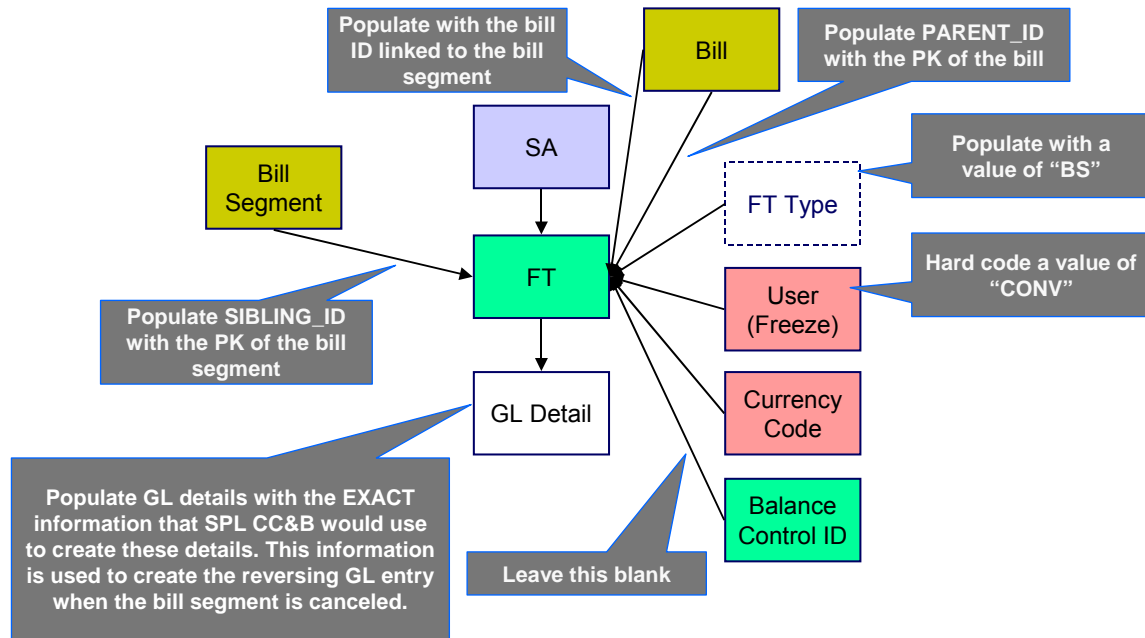 Populate with the bill
ID linked to the bill
segment
Bill
Populate PARENT_ID
with the PK of the bill
SA
Populate with a
value of “BS”
Bill
Segment
FT Type
FT
Hard code a value of
“CONV”
User
(Freeze)
Populate SIBLING_ID
with the PK of the bill
segment
GL Detail
Currency
Code
Populate GL details with the EXACT
information that SPL CC&B would use
to create these details. This information
is used to create the reversing GL entry
when the bill segment is canceled.
Balance
Control ID
Leave this blank